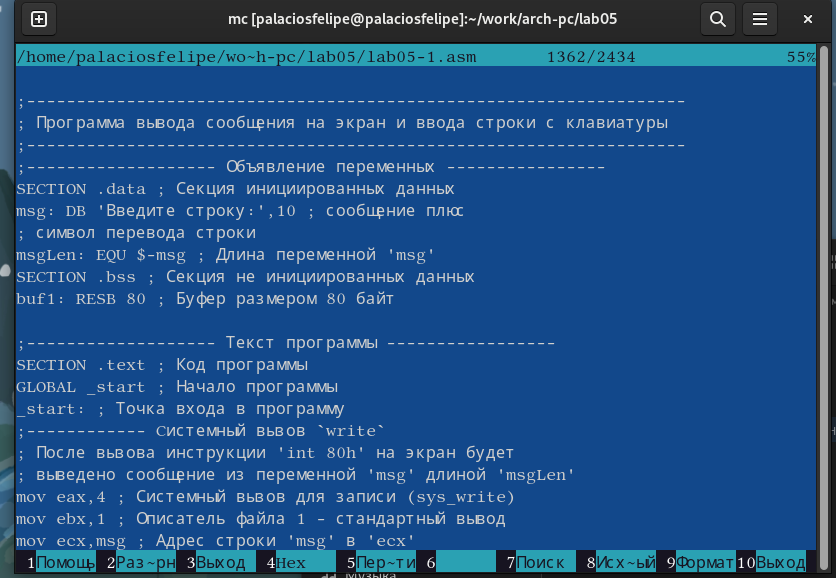 mc [palaciosfelipe@palaciosfelipe]:~/work/arch-pc/lab05
/home/palaciosfelipe/wo~h-pc/lab05/lab05-1.asm 1362/2434 55%
;------------------------------------------------------------------
; Программа вывода сообщения на экран и ввода строки с клавиатуры
;------------------------------------------------------------------
;------------------- Объявление переменных ----------------
SECTION .data ; Секция инициированных данных
msg: DB 'Введите строку:',10 ; сообщение плюс
; символ перевода строки
msgLen: EQU $-msg ; Длина переменной 'msg'
SECTION .bss ; Секция не инициированных данных
buf1: RESB 80 ; Буфер размером 80 байт
;------------------- Текст программы -----------------
SECTION .text ; Код программы
GLOBAL _start ; Начало программы
_start: ; Точка входа в программу
;------------ Cистемный вызов `write`
; После вызова инструкции 'int 80h' на экран будет
; выведено сообщение из переменной 'msg' длиной 'msgLen'
mov eax,4 ; Системный вызов для записи (sys_write)
mov ebx,1 ; Описатель файла 1 - стандартный вывод
mov ecx,msg ; Адрес строки 'msg' в 'ecx'
1Помощь 2Раз~рн 3Выход 4Hex 5Пер~ти 6 7Поиск 8Исх~ый 9Формат 10Выход
Музыка